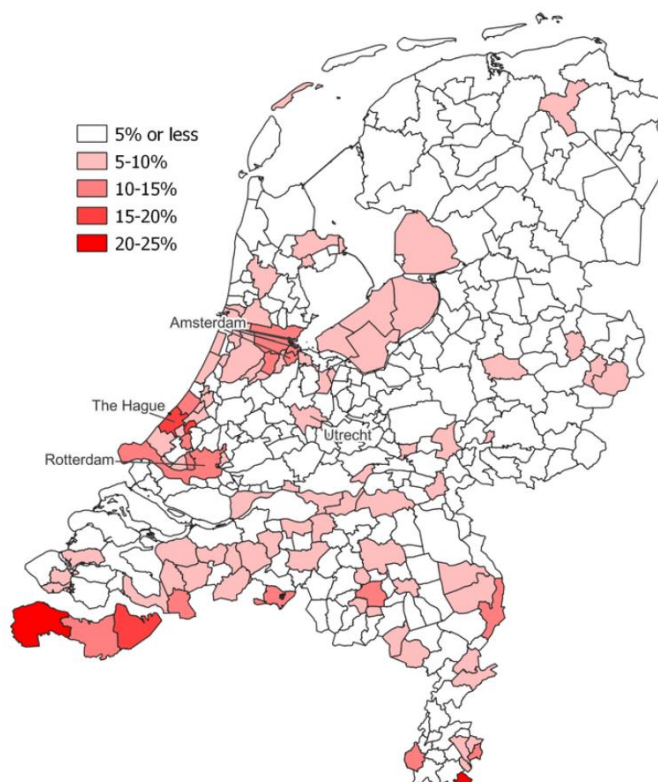 5% or less
5-10%
10-15%
15-20%
20-25%
Amsterdam
The Hague
Utrecht
Rotterdam